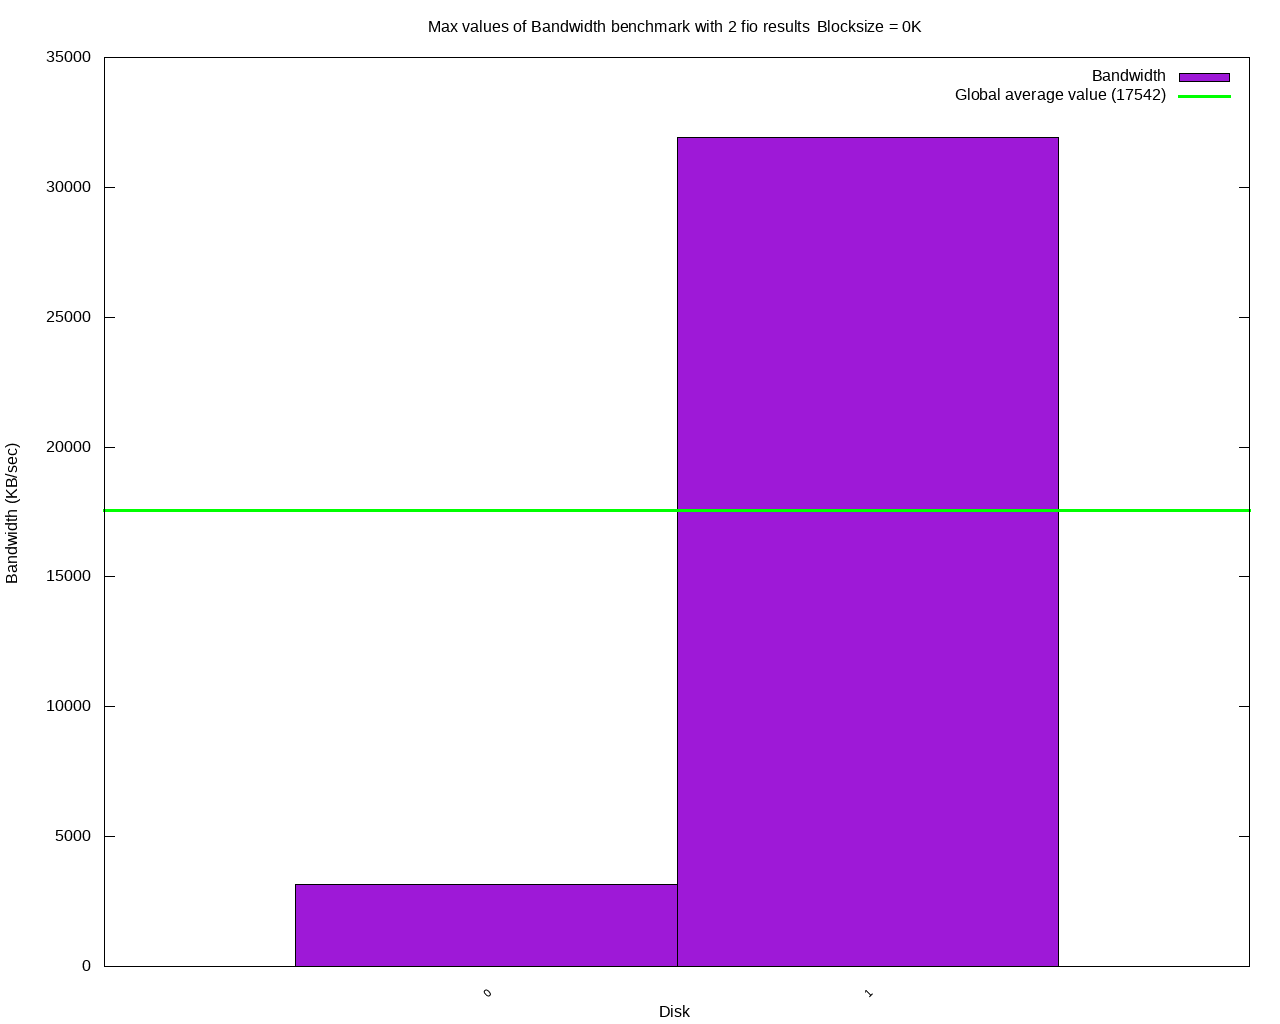 Max values of Bandwidth benchmark with 2 fio results Blocksize = 0K
35000
30000
25000
20000
15000
10000
5000
0
Bandwidth (KB/sec)
Bandwidth
Global average value (17542)
0
1
Disk